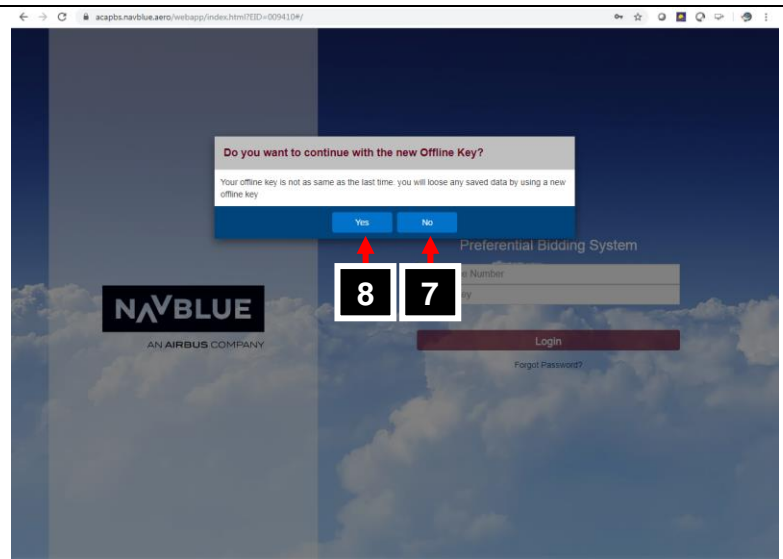 acapbs.navblue.aero/webapp/index.html?EID=009410#/
Do you want to continue with the new Offline Key?
Your offline key is not as same as the last time. you will loose any saved data by using a new
offline key
Yes
No
Preferential Bidding System
e Number
ey
8
7
NAVBLUE
AN AIRBUS COMPANY
Login
Forgot Password?